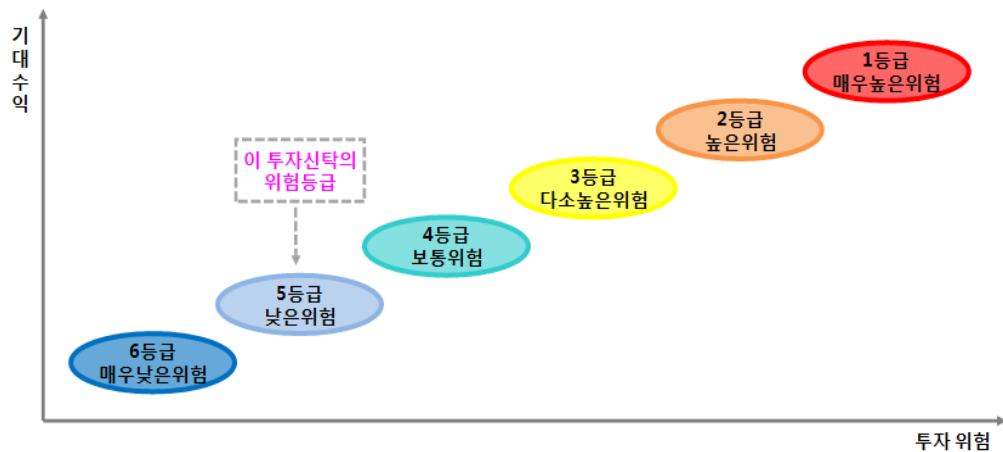 기
대
수
익
1등급
매우높은위험
2등급
높은위험
이 투자신탁의
위험등급
3등급
다소높은위험
4등급
보통위험
5등급
낮은위험
6등급
매우낮은위험
투자 위험